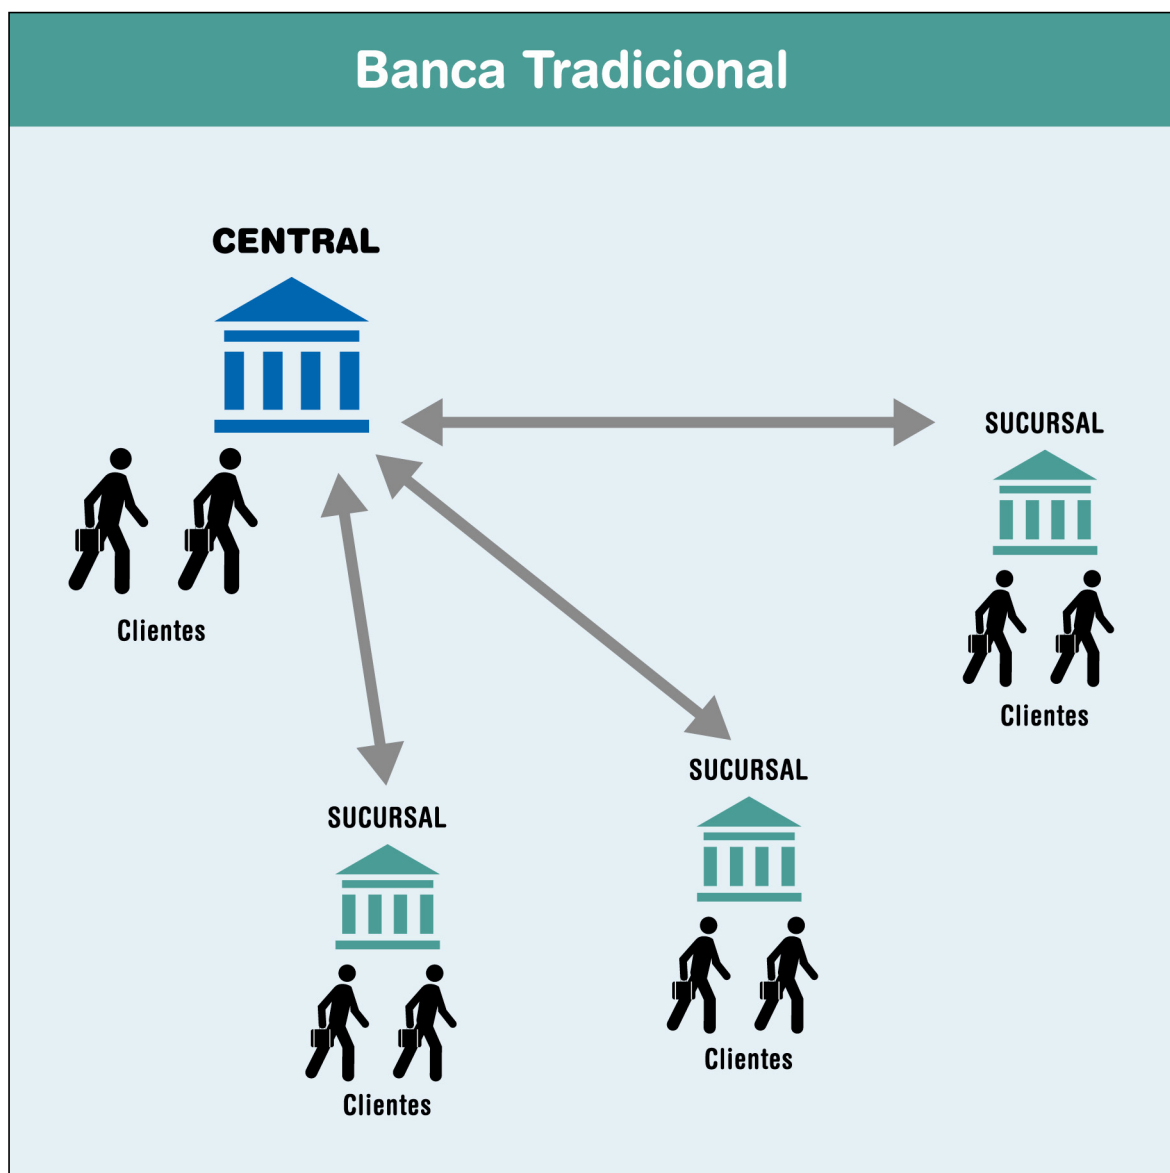 Banca Tradicional
CENTRAL
Clientes
SUCURSAL
Clientes
SUCURSAL
Clientes
SUCURSAL
Clientes